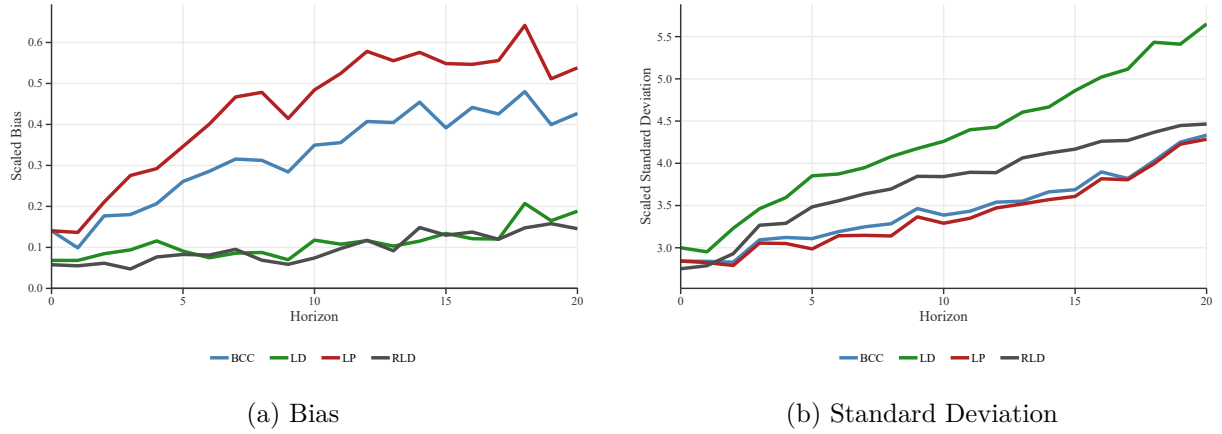 Scaled Bias
0.6
0.5
0.4
0.3
0.2
0.1
0.0
0 5 10 15 20
Horizon
BCC LD LP RLD
(a) Bias
Scaled Standard Deviation
5.5
5.0
4.5
4.0
3.5
3.0
0 5 10 15 20
Horizon
BCC LD LP RLD
(b) Standard Deviation